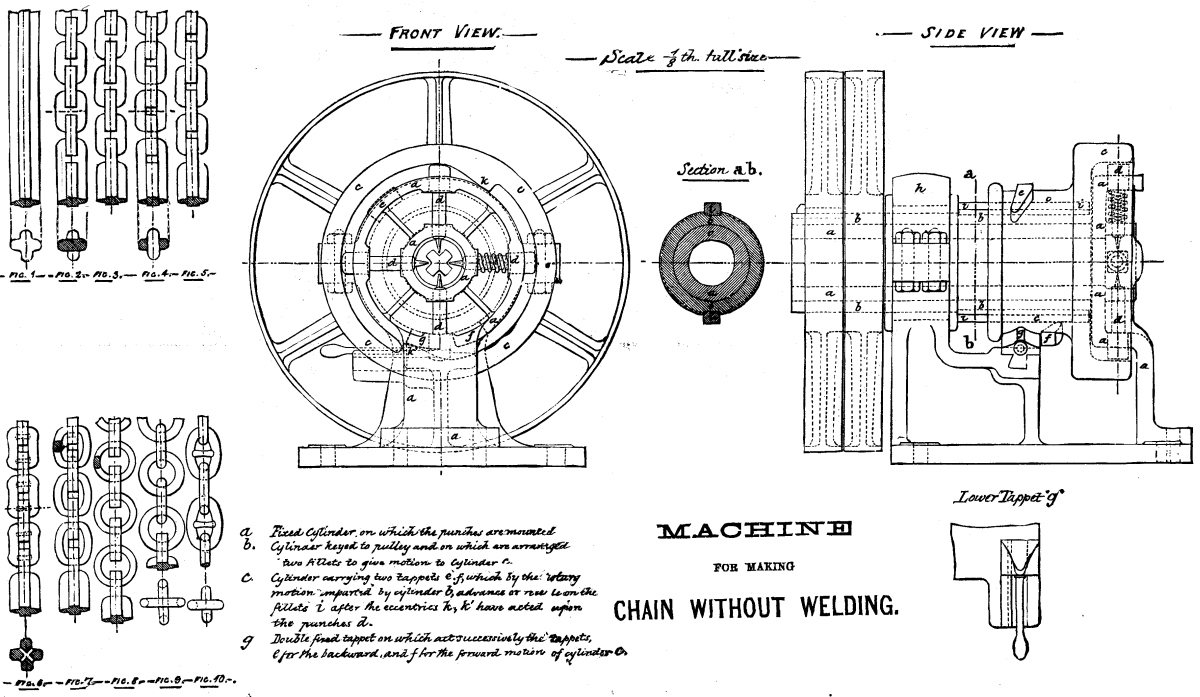 FRONT VIEW.
SIDE VIEW
Scale 1/8 th. full size
Section ab.
FIG. 1. FIG. 2. FIG. 3. FIG. 4. FIG. 5.
Lower Tappet 'g'
a Fixed Cylinder, on which the punches are mounted
b. Cylinder keyed to pulley and on which are arranged
two fillets to give motion to Cylinder c.
c. Cylinder carrying two tappets e f, which by the rotary
motion imparted by cylinder b, advance or recede on the
fillets i after the eccentrics k, k' have acted upon
the punches d.
g Double fixed tappet on which act successively the tappets,
e for the backward, and f for the forward motion of cylinder c.
MACHINE
FOR MAKING
CHAIN WITHOUT WELDING.
FIG. 6. FIG. 7. FIG. 8. FIG. 9. FIG. 10.